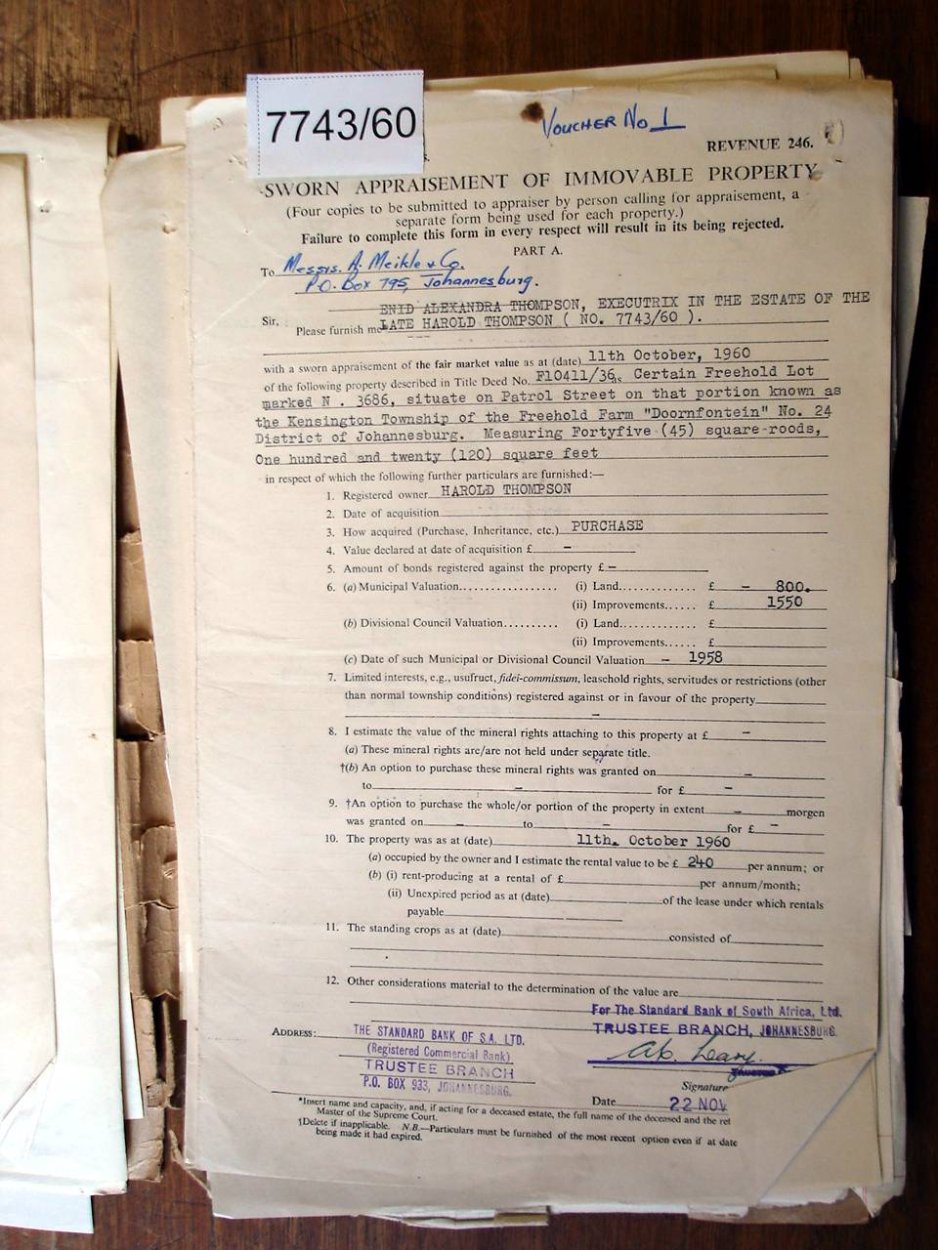 7743/60
Voucher No 1
REVENUE 246.
SWORN APPRAISEMENT OF IMMOVABLE PROPERTY
(Four copies to be submitted to appraiser by person calling for appraisement, a
separate form being used for each property.)
Failure to complete this form in every respect will result in its being rejected.
PART A.
To Messrs. A. Meikle & Co.
P.O. Box 795, Johannesburg.
ENID ALEXANDRA THOMPSON, EXECUTRIX IN THE ESTATE OF THE
Sir,
Please furnish me LATE HAROLD THOMPSON ( NO. 7743/60 ).
with a sworn appraisement of the fair market value as at (date) 11th October, 1960
of the following property described in Title Deed No. F10411/36, Certain Freehold Lot
marked N . 3686, situate on Patrol Street on that portion known as
the Kensington Township of the Freehold Farm "Doornfontein" No. 24
District of Johannesburg. Measuring Fortyfive (45) square-roods,
One hundred and twenty (120) square feet
in respect of which the following further particulars are furnished:—
1. Registered owner HAROLD THOMPSON
2. Date of acquisition
3. How acquired (Purchase, Inheritance, etc.) PURCHASE
4. Value declared at date of acquisition £ -
5. Amount of bonds registered against the property £ -
6. (a) Municipal Valuation................. (i) Land............. £ - 800.
(ii) Improvements...... £ 1550
(b) Divisional Council Valuation.......... (i) Land............. £
(ii) Improvements...... £
(c) Date of such Municipal or Divisional Council Valuation - 1958
7. Limited interests, e.g., usufruct, fidei-commissum, leasehold rights, servitudes or restrictions (other
than normal township conditions) registered against or in favour of the property
-
8. I estimate the value of the mineral rights attaching to this property at £ -
(a) These mineral rights are/are not held under separate title.
†(b) An option to purchase these mineral rights was granted on -
to - for £ -
9. †An option to purchase the whole/portion of the property in extent - morgen
was granted on - to for £ -
10. The property was as at (date) 11th. October 1960
(a) occupied by the owner and I estimate the rental value to be £ 240 per annum; or
(b) (i) rent-producing at a rental of £ per annum/month;
(ii) Unexpired period as at (date) of the lease under which rentals
payable
11. The standing crops as at (date) consisted of
12. Other considerations material to the determination of the value are
For The Standard Bank of South Africa, Ltd.
TRUSTEE BRANCH, JOHANNESBURG.
ADDRESS: THE STANDARD BANK OF S.A. LTD.
(Registered Commercial Bank)
TRUSTEE BRANCH
P.O. BOX 933, JOHANNESBURG.
Signature
Date 22 NOV
*Insert name and capacity, and, if acting for a deceased estate, the full name of the deceased and the ref
Master of the Supreme Court.
†Delete if inapplicable. N.B.—Particulars must be furnished of the most recent option even if at date
being made it had expired.